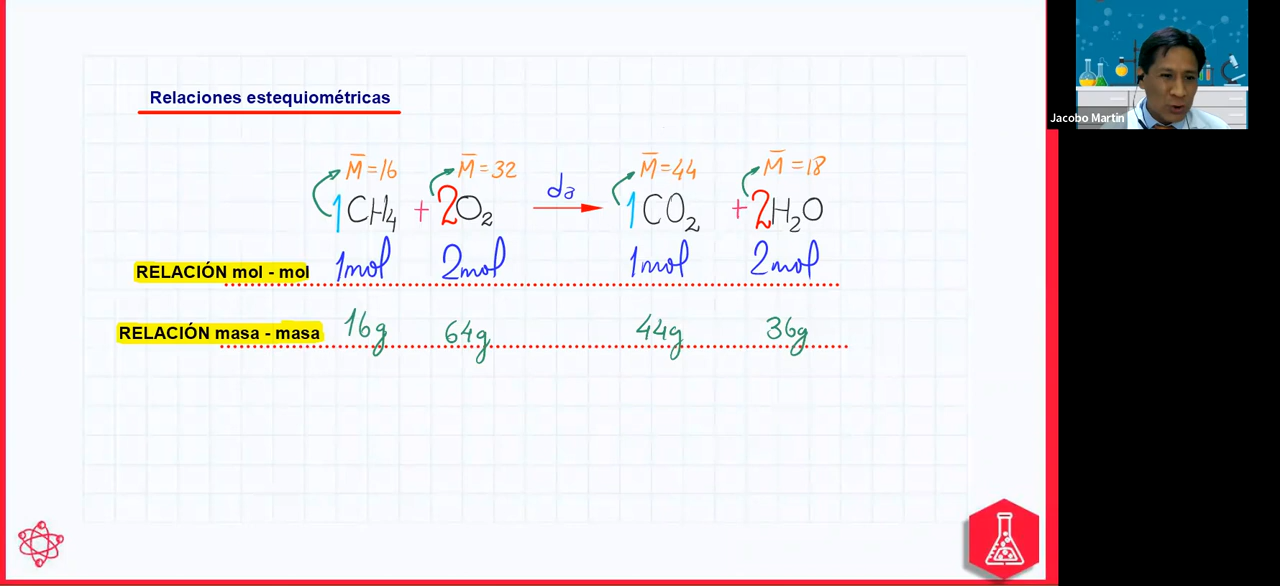 Relaciones estequiométricas
Jacobo Martin
M̄=16 M̄=32 M̄=44 M̄=18
1CH₄ + 2O₂ da 1CO₂ + 2H₂O
RELACIÓN mol - mol 1mol 2mol 1mol 2mol
RELACIÓN masa - masa 16g 64g 44g 36g